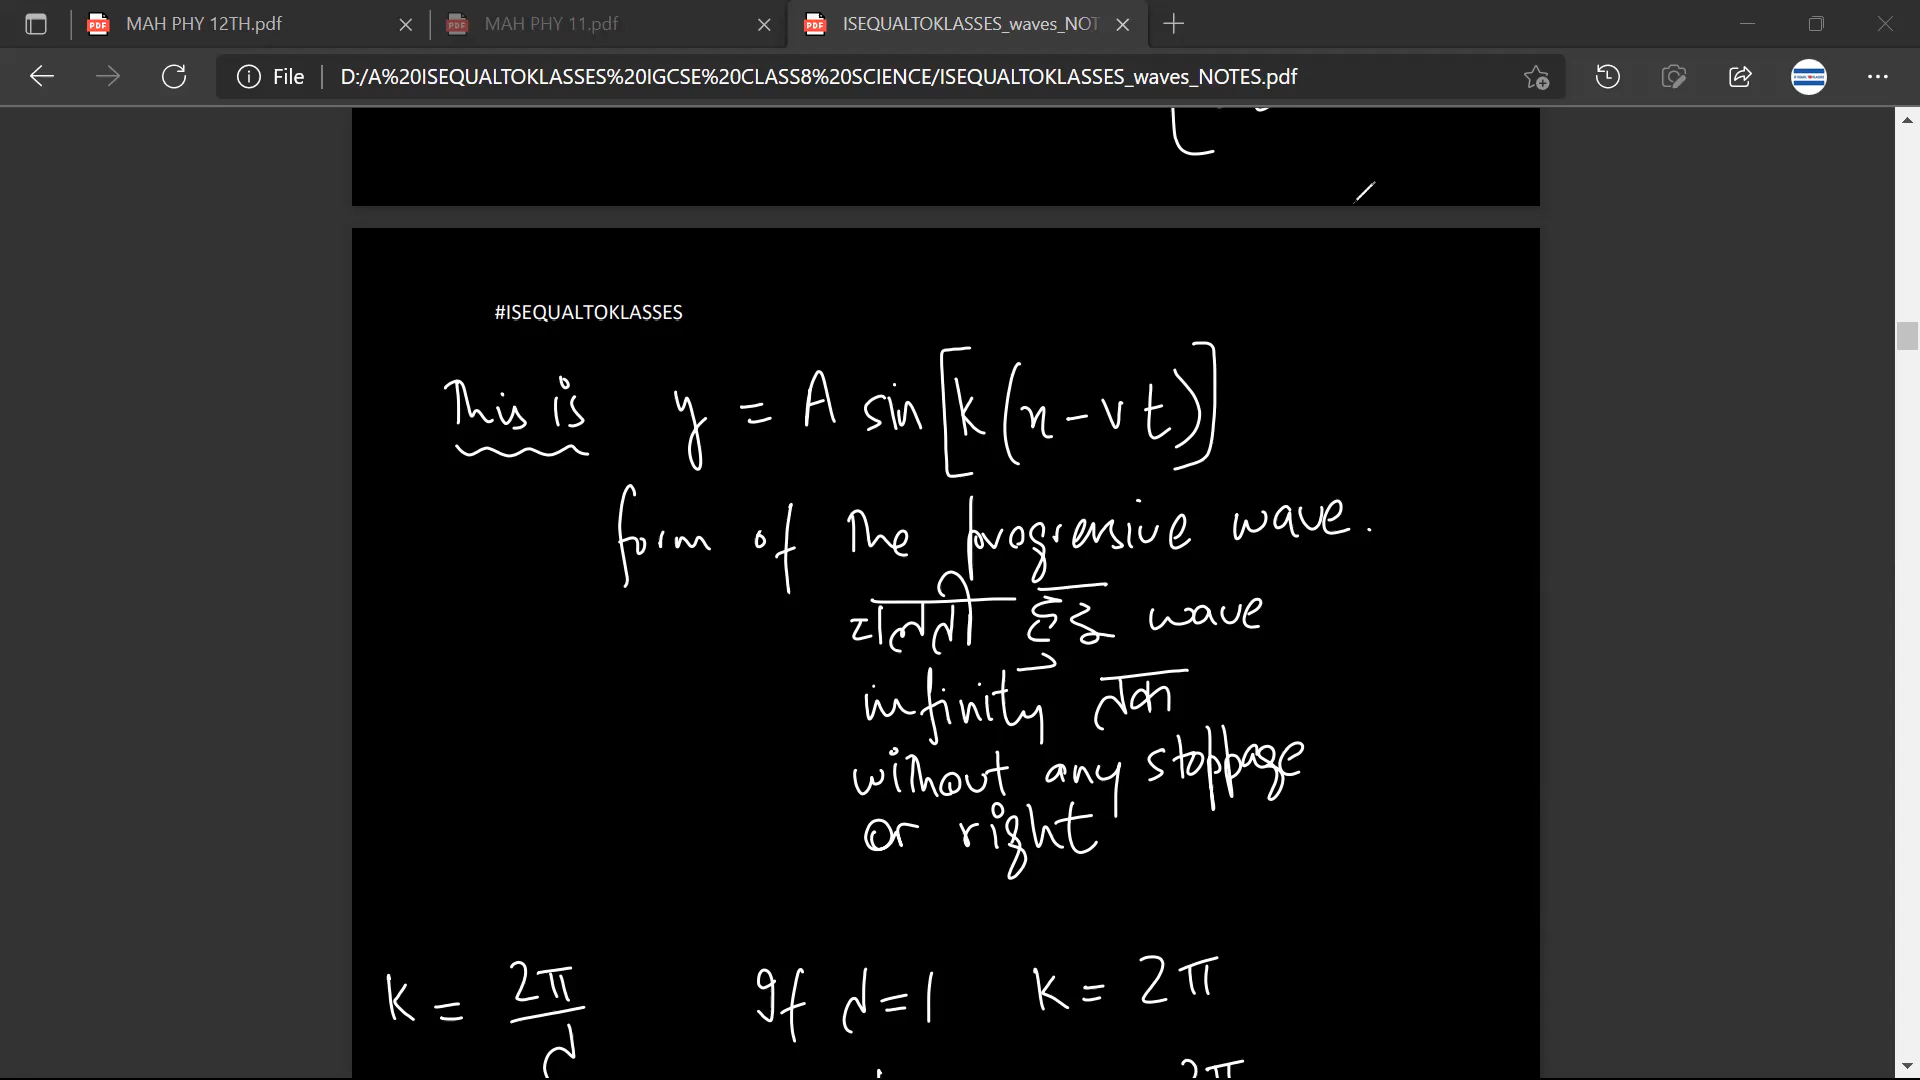 MAH PHY 12TH.pdf
MAH PHY 11.pdf
ISEQUALTOKLASSES_waves_NOT
File
D:/A%20ISEQUALTOKLASSES%20IGCSE%20CLASS8%20SCIENCE/ISEQUALTOKLASSES_waves_NOTES.pdf
#ISEQUALTOKLASSES
This is y = A sin [k (x - v t)]
form of the progressive wave.
चलती हुई wave
infinity तक
without any stoppage
or right
k = 2π/λ If λ = 1 k = 2π
2π